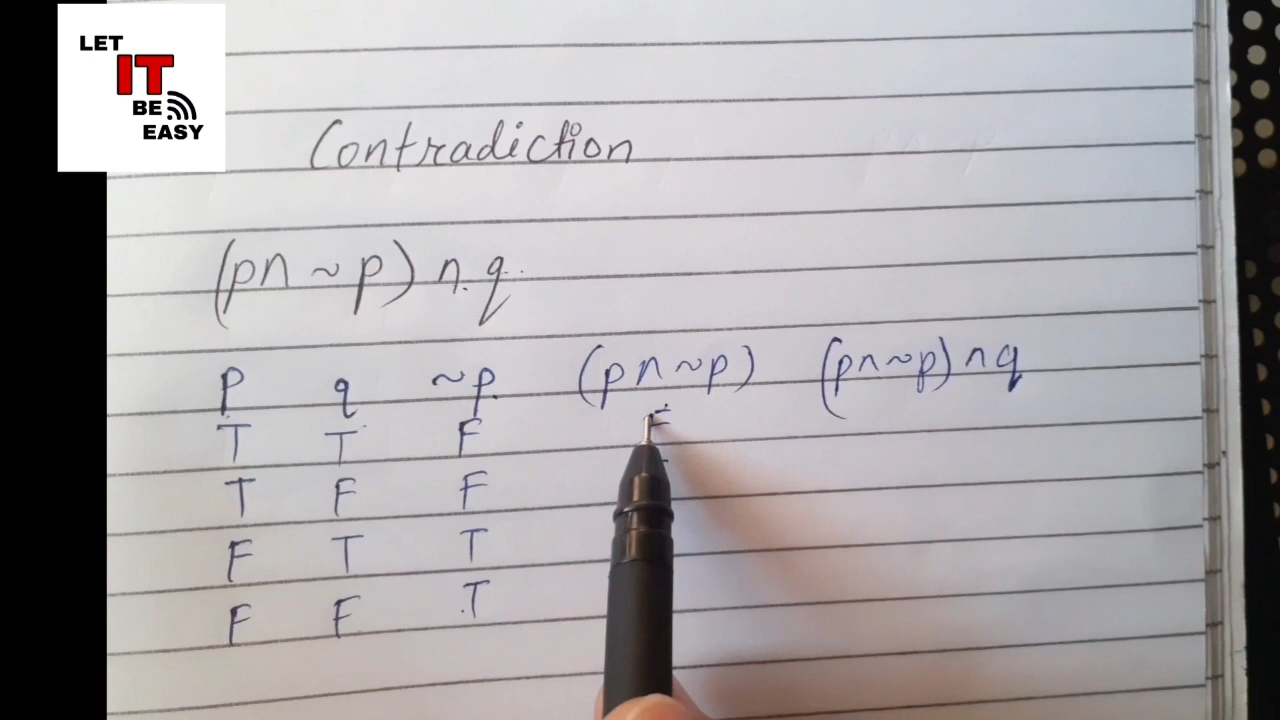 LET
IT
BE
EASY
Contradiction
(p n ~ p) n q
p q ~p (p n ~p) (p n ~p) n q
T T F F
T F F
F T T
F F T